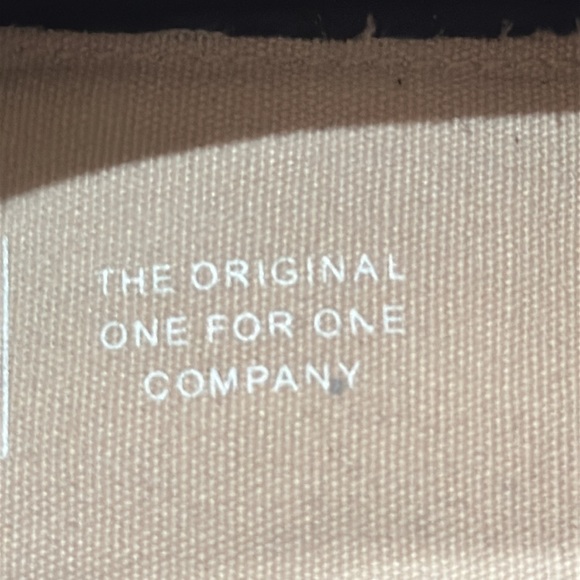 THE ORIGINAL
ONE FOR ONE
COMPANY